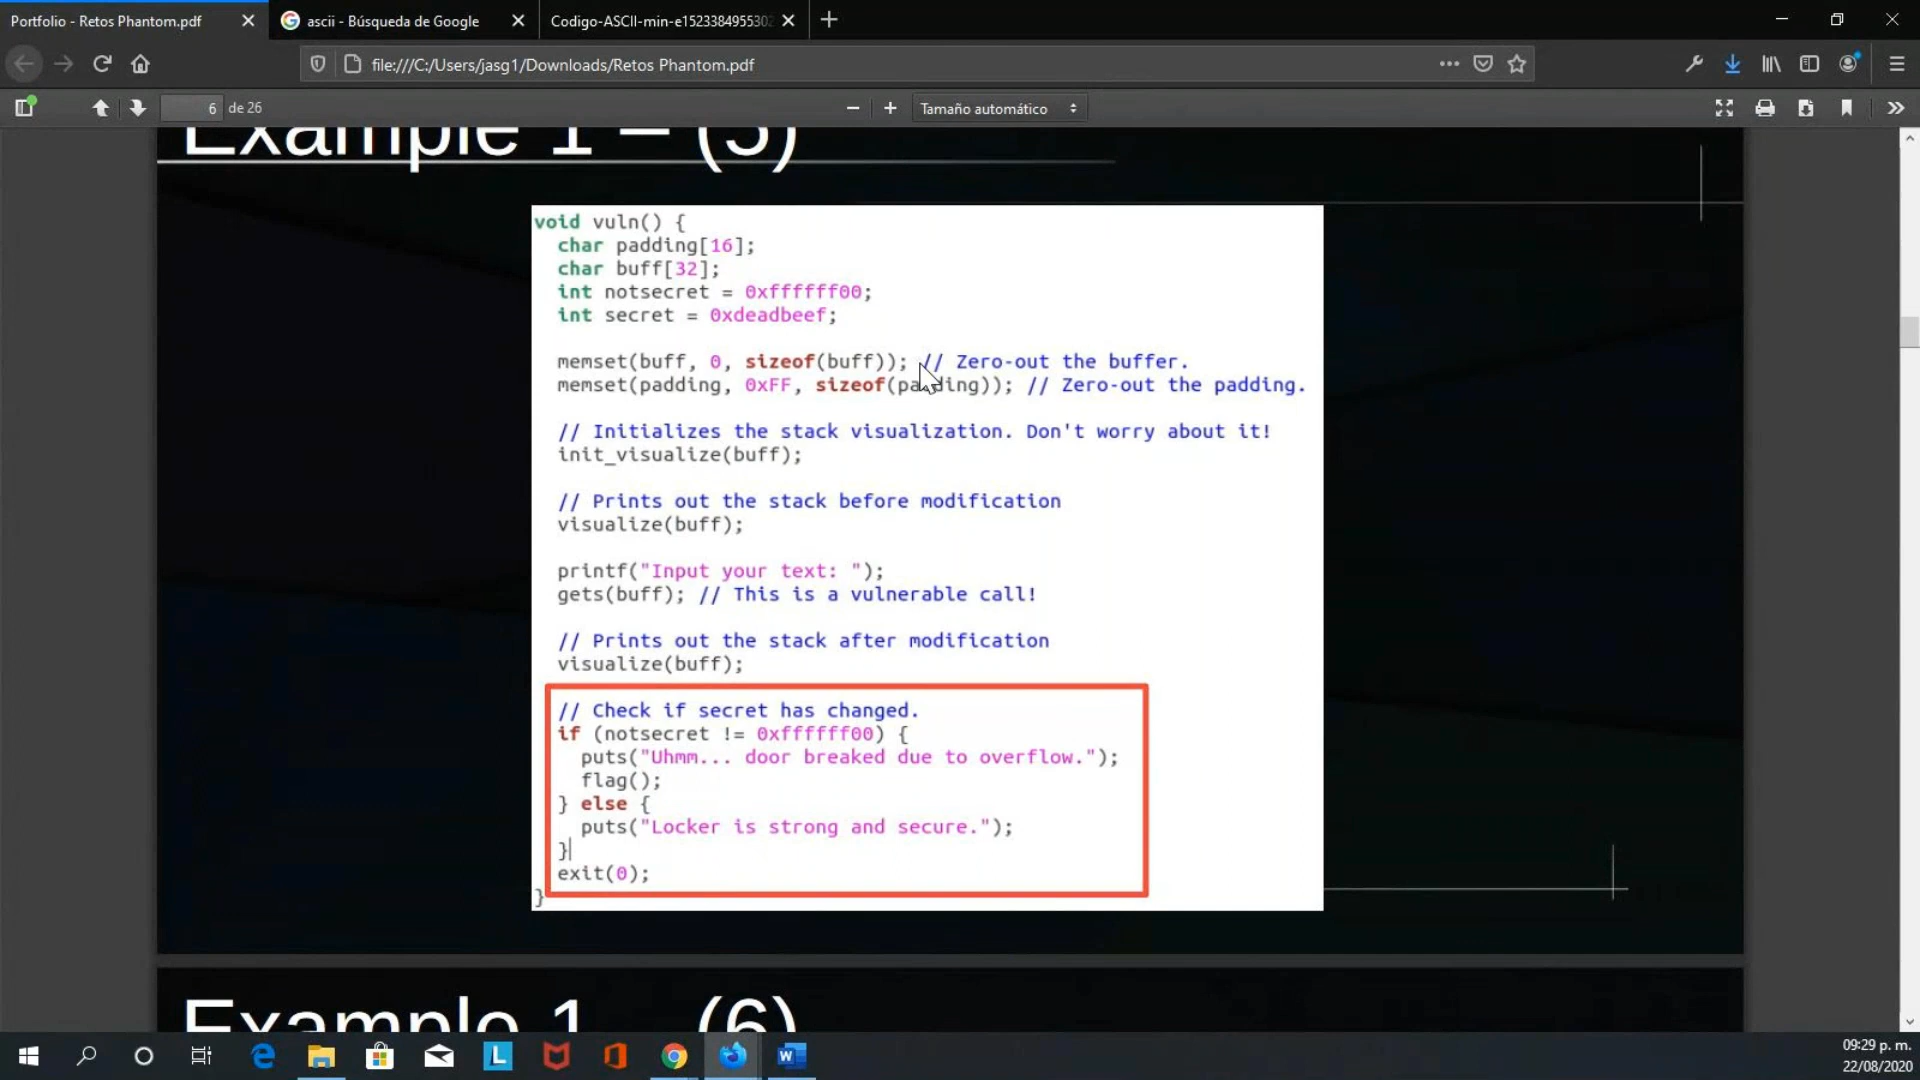 Portfolio - Retos Phantom.pdf
ascii - Búsqueda de Google
Codigo-ASCII-min-e1523384955302
file:///C:/Users/jasg1/Downloads/Retos Phantom.pdf
6 de 26
Tamaño automático
Example 1 – (5)
void vuln() {
char padding[16];
char buff[32];
int notsecret = 0xffffff00;
int secret = 0xdeadbeef;
memset(buff, 0, sizeof(buff)); // Zero-out the buffer.
memset(padding, 0xFF, sizeof(padding)); // Zero-out the padding.
// Initializes the stack visualization. Don't worry about it!
init_visualize(buff);
// Prints out the stack before modification
visualize(buff);
printf("Input your text: ");
gets(buff); // This is a vulnerable call!
// Prints out the stack after modification
visualize(buff);
// Check if secret has changed.
if (notsecret != 0xffffff00) {
puts("Uhmm... door breaked due to overflow.");
flag();
} else {
puts("Locker is strong and secure.");
}
exit(0);
}
Example 1 – (6)
09:29 p. m.
22/08/2020